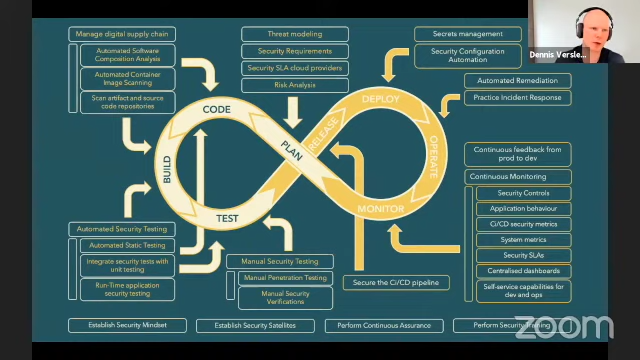 Manage digital supply chain
Automated Software
Composition Analysis
Automated Container
Image Scanning
Scan artifact and source
code repositories
Threat modeling
Security Requirements
Security SLA cloud providers
Risk Analysis
Secrets management
Security Configuration
Automation
Dennis Versle...
Automated Remediation
Practice Incident Response
CODE
BUILD
TEST
PLAN
RELEASE
DEPLOY
OPERATE
MONITOR
Continuous feedback from
prod to dev
Continuous Monitoring
Security Controls
Application behaviour
Ci/CD security metrics
System metrics
Security SLAs
Centralised dashboards
Self-service capabilities for
dev and ops
Automated Security Testing
Automated Static Testing
Integrate security tests with
unit testing
Run-Time application
security testing
Manual Security Testing
Manual Penetration Testing
Manual Security
Verifications
Secure the Ci/CD pipeline
Establish Security Mindset
Establish Security Satellites
Perform Continuous Assurance
Perform Security Training
zoom